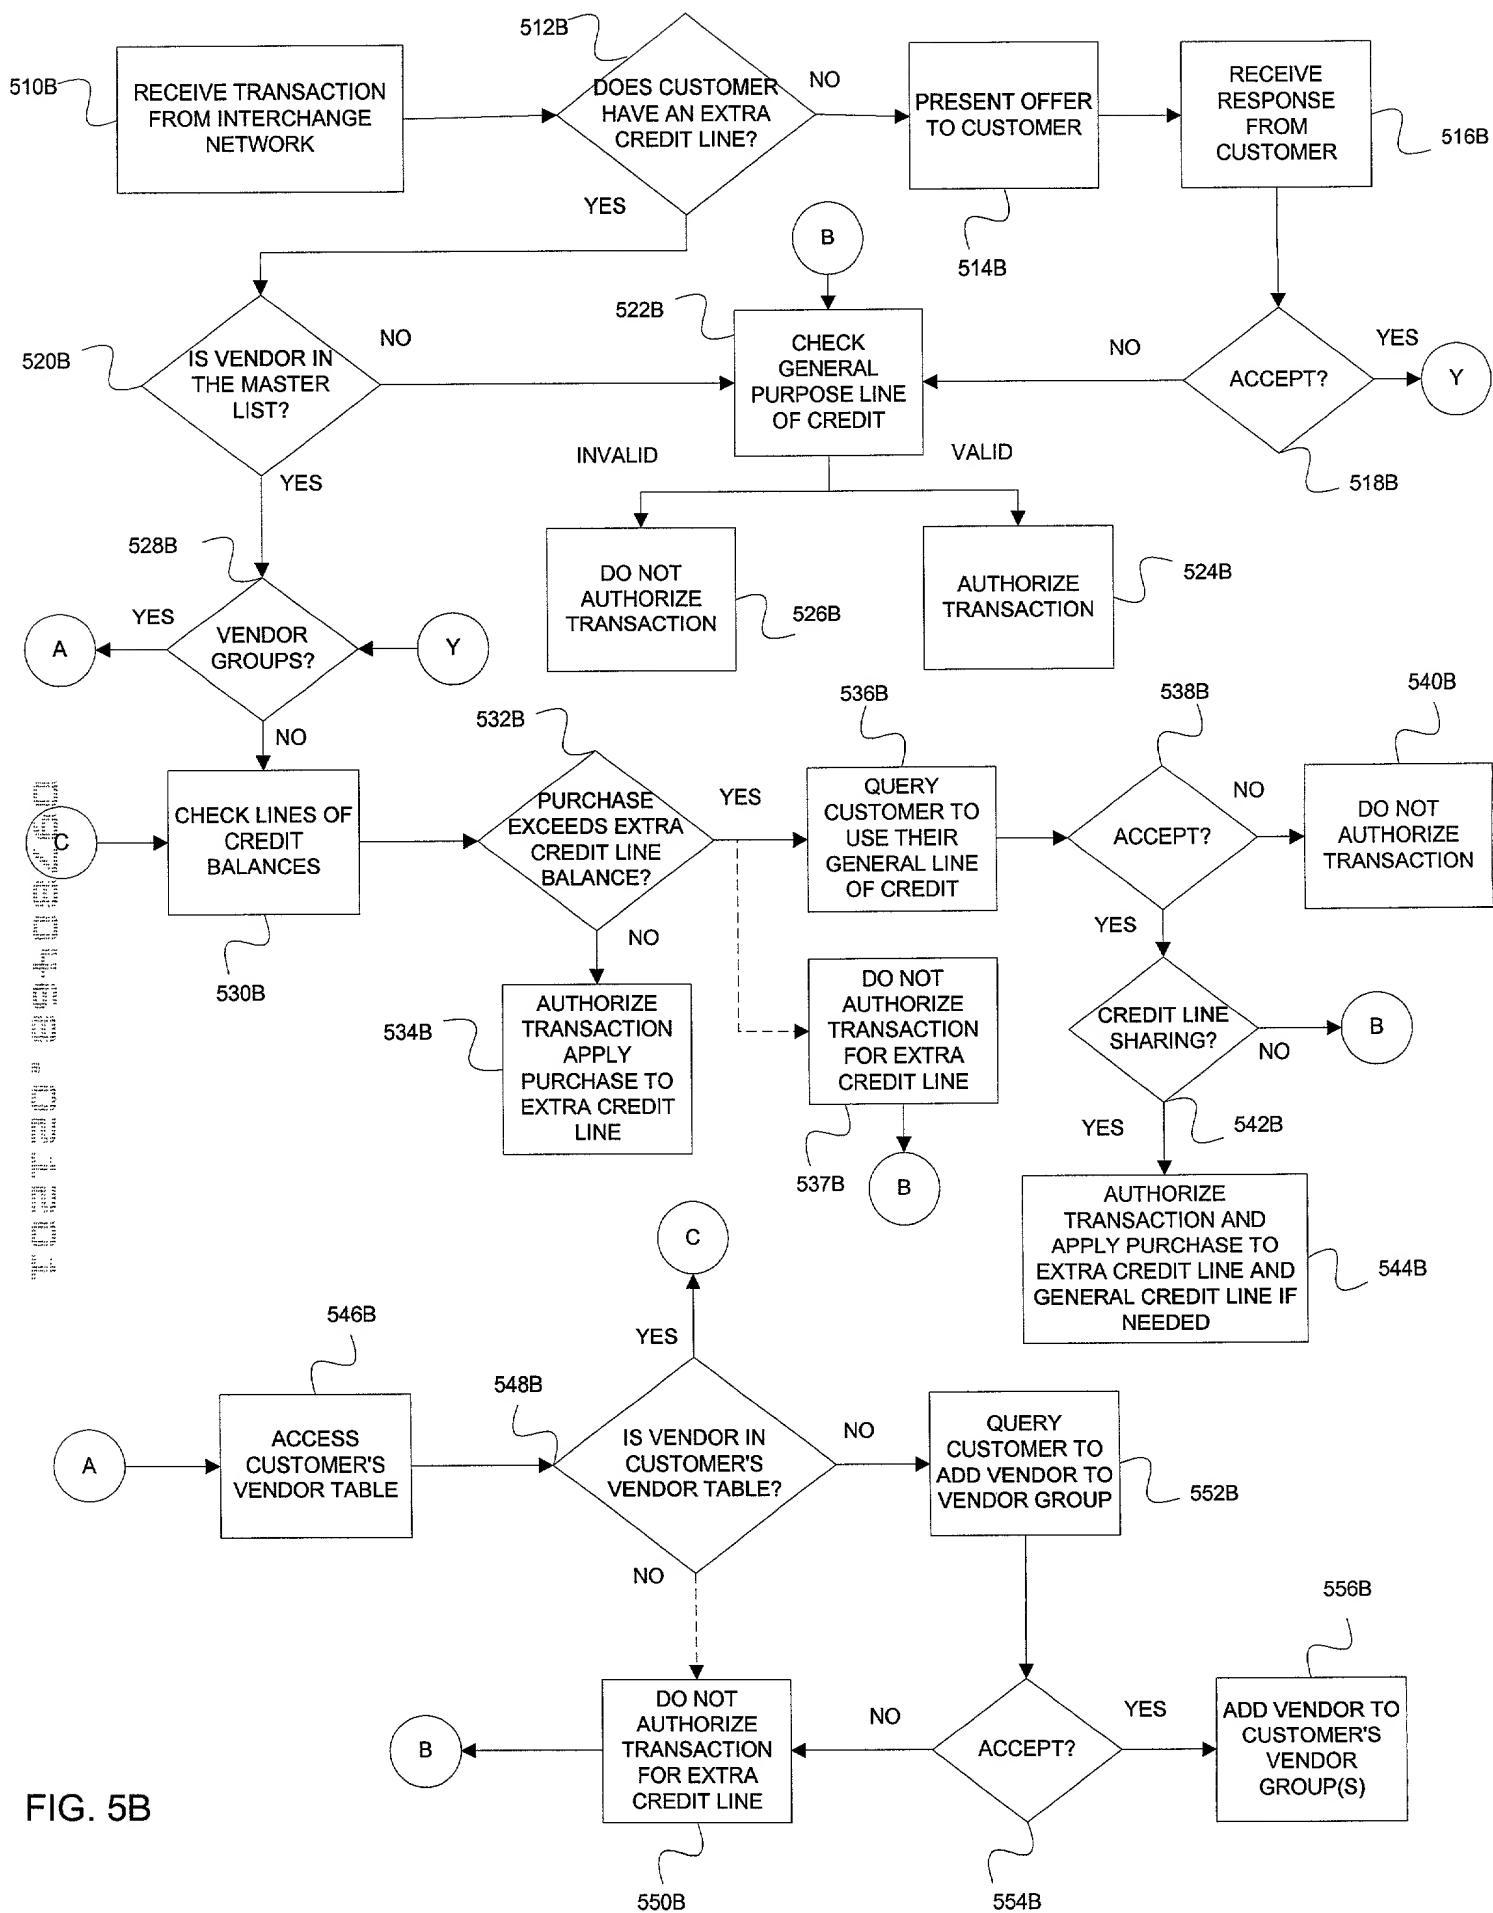 512B
510B
RECEIVE TRANSACTION
FROM INTERCHANGE
NETWORK
DOES CUSTOMER
HAVE AN EXTRA
CREDIT LINE?
NO
PRESENT OFFER
TO CUSTOMER
RECEIVE
RESPONSE
FROM
CUSTOMER
516B
YES
514B
B
520B
IS VENDOR IN
THE MASTER
LIST?
NO
522B
CHECK
GENERAL
PURPOSE LINE
OF CREDIT
NO
ACCEPT?
YES
Y
518B
YES
INVALID
VALID
528B
DO NOT
AUTHORIZE
TRANSACTION
526B
AUTHORIZE
TRANSACTION
524B
A
YES
VENDOR
GROUPS?
Y
NO
532B
536B
538B
540B
C
CHECK LINES OF
CREDIT
BALANCES
530B
PURCHASE
EXCEEDS EXTRA
CREDIT LINE
BALANCE?
YES
QUERY
CUSTOMER TO
USE THEIR
GENERAL LINE
OF CREDIT
ACCEPT?
NO
DO NOT
AUTHORIZE
TRANSACTION
NO
YES
534B
AUTHORIZE
TRANSACTION
APPLY
PURCHASE TO
EXTRA CREDIT
LINE
DO NOT
AUTHORIZE
TRANSACTION
FOR EXTRA
CREDIT LINE
537B
B
CREDIT LINE
SHARING?
NO
B
542B
YES
AUTHORIZE
TRANSACTION AND
APPLY PURCHASE TO
EXTRA CREDIT LINE AND
GENERAL CREDIT LINE IF
NEEDED
544B
C
YES
546B
548B
A
ACCESS
CUSTOMER'S
VENDOR TABLE
IS VENDOR IN
CUSTOMER'S
VENDOR TABLE?
NO
QUERY
CUSTOMER TO
ADD VENDOR TO
VENDOR GROUP
552B
NO
556B
B
DO NOT
AUTHORIZE
TRANSACTION
FOR EXTRA
CREDIT LINE
550B
NO
ACCEPT?
554B
YES
ADD VENDOR TO
CUSTOMER'S
VENDOR
GROUP(S)
FIG. 5B